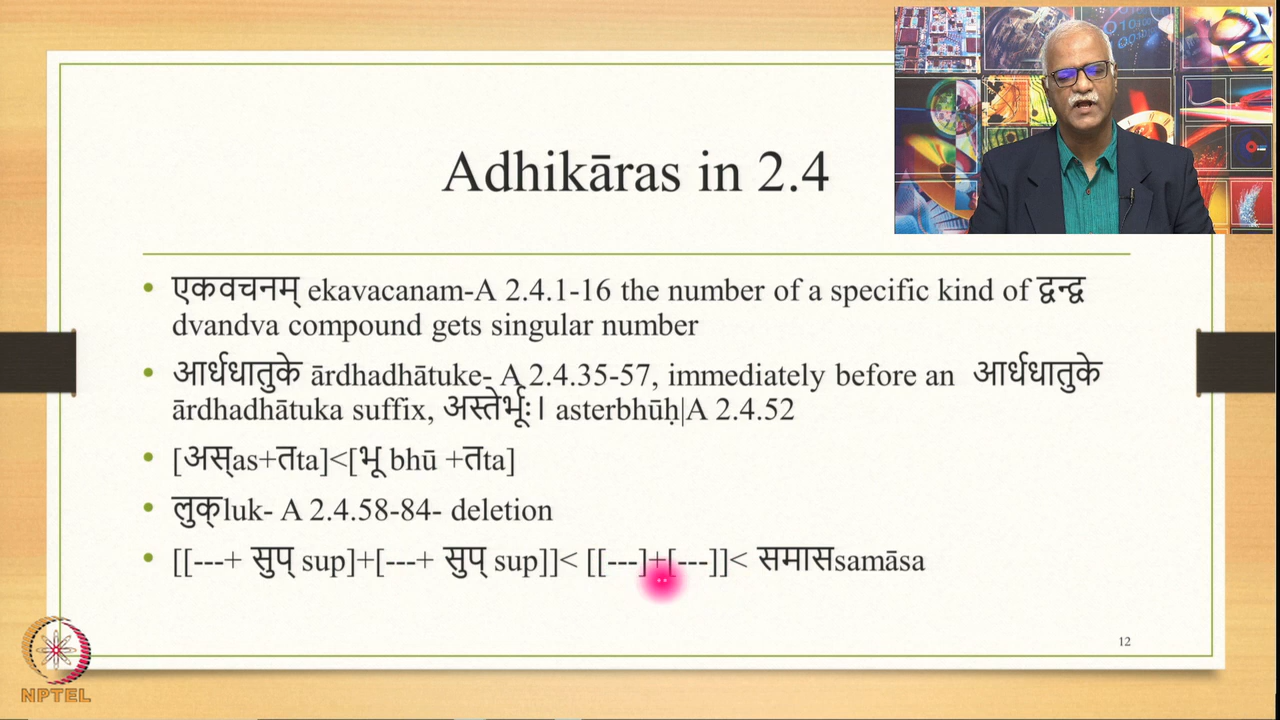 Adhikāras in 2.4
• एकवचनम् ekavacanam-A 2.4.1-16 the number of a specific kind of द्वन्द्व
dvandva compound gets singular number
• आर्धधातुके ārdhadhātuke- A 2.4.35-57, immediately before an आर्धधातुके
ārdhadhātuka suffix, अस्तेर्भूः। asterbhūḥ|A 2.4.52
• [अस्as+तta]<[भू bhū +तta]
• लुक्luk- A 2.4.58-84- deletion
• [[---+ सुप् sup]+[---+ सुप् sup]]< [[---]+[---]]< समासsamāsa
12
NPTEL